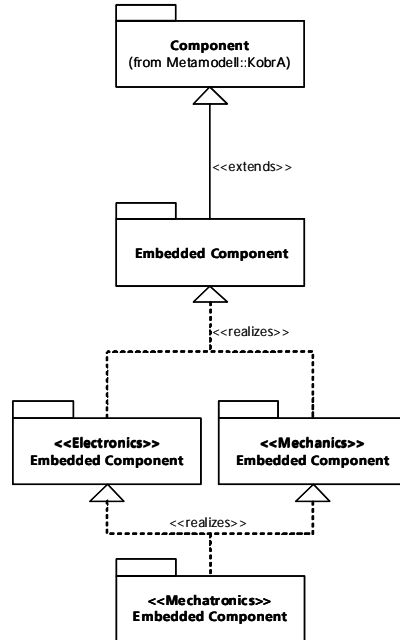 Component
(from Metamodell::KobrA)
<<extends>>
Embedded Component
<<realizes>>
<<Electronics>>
Embedded Component
<<Mechanics>>
Embedded Component
<<realizes>>
<<Mechatronics>>
Embedded Component